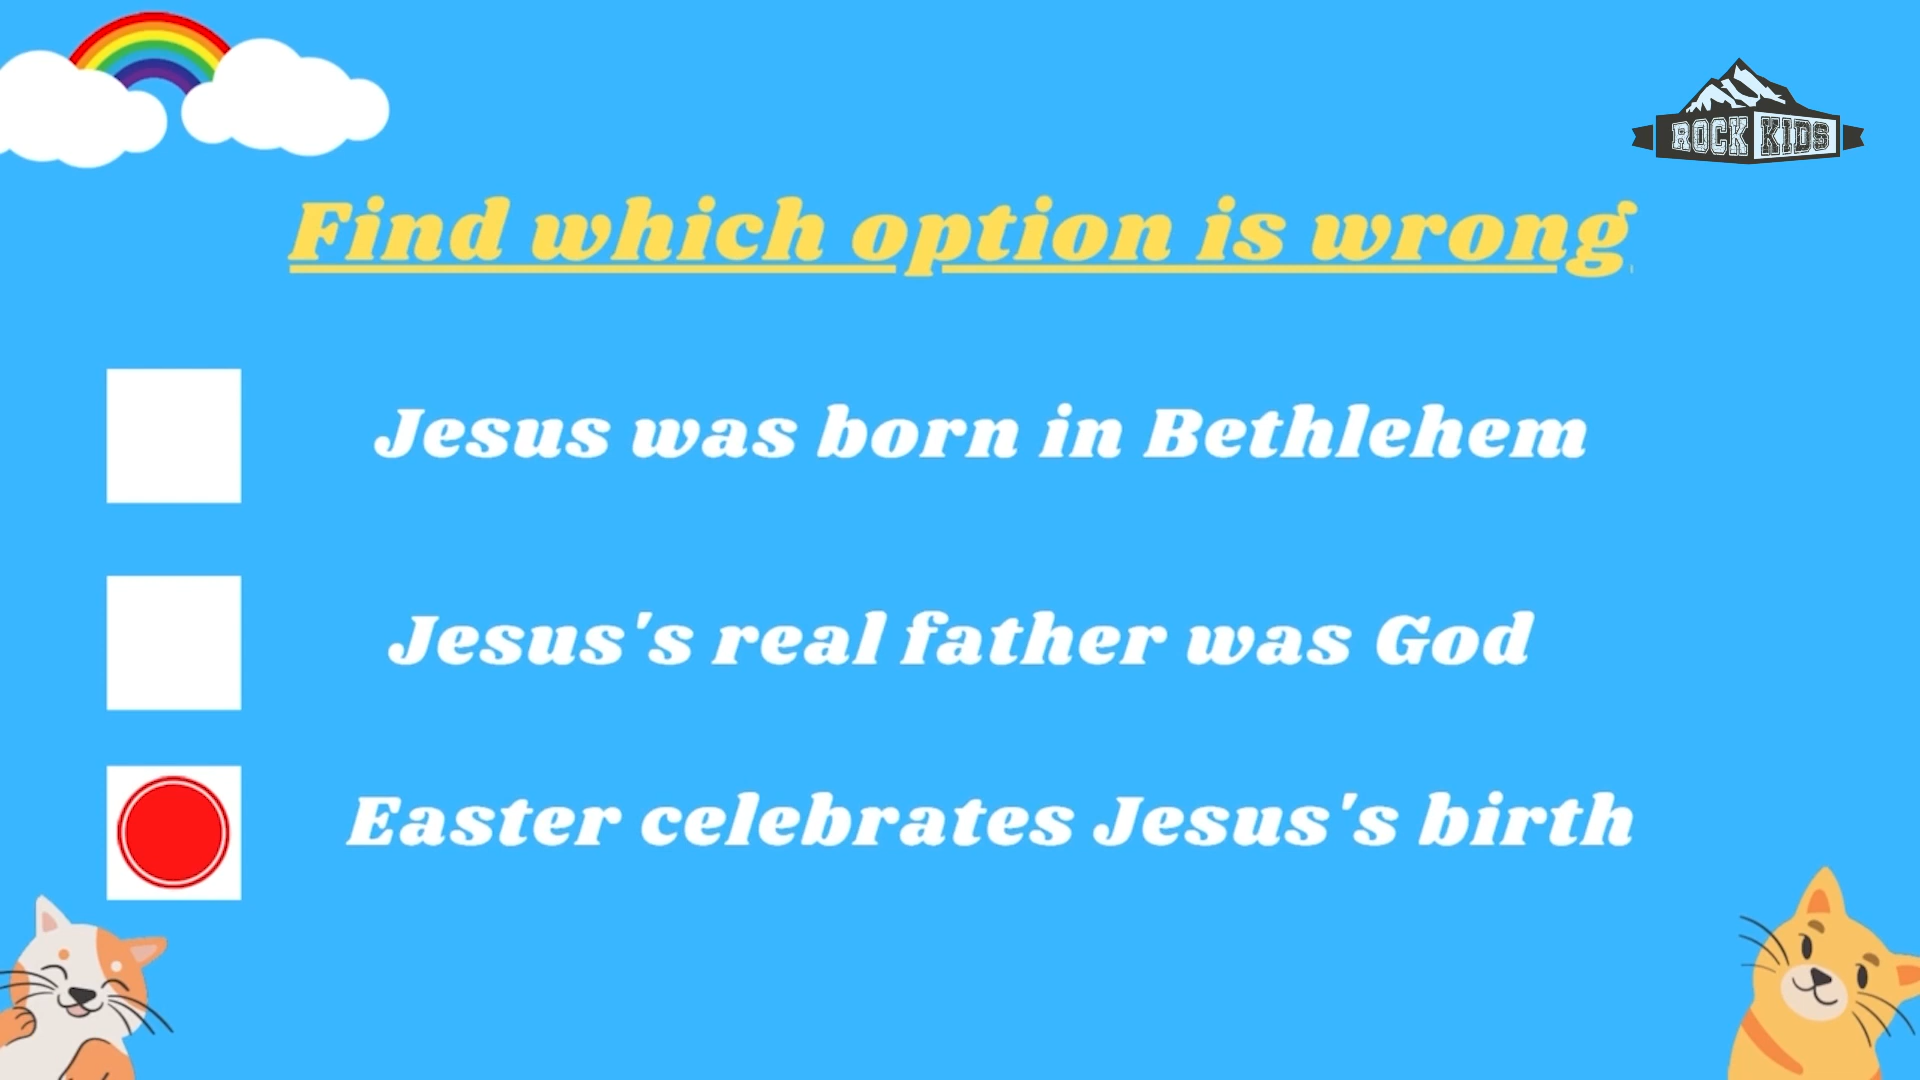 ROCK KIDS
Find which option is wrong
Jesus was born in Bethlehem
Jesus's real father was God
Easter celebrates Jesus's birth